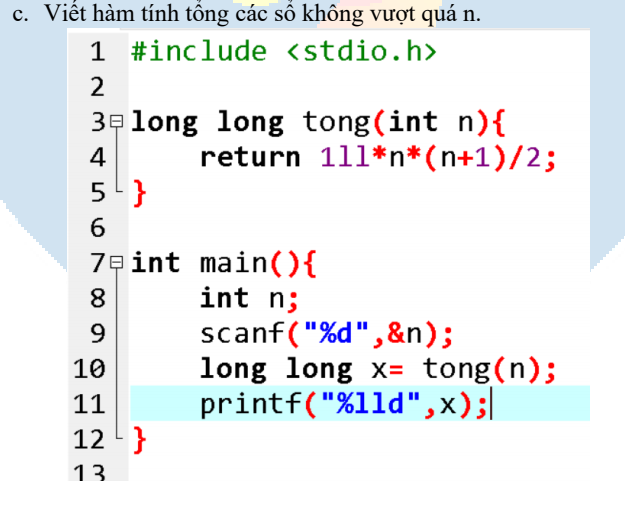 c. Viết hàm tính tổng các số không vượt quá n.
1 #include <stdio.h>
2
3 long long tong(int n){
4 return 1ll*n*(n+1)/2;
5 }
6
7 int main(){
8 int n;
9 scanf("%d",&n);
10 long long x= tong(n);
11 printf("%lld",x);
12 }
13